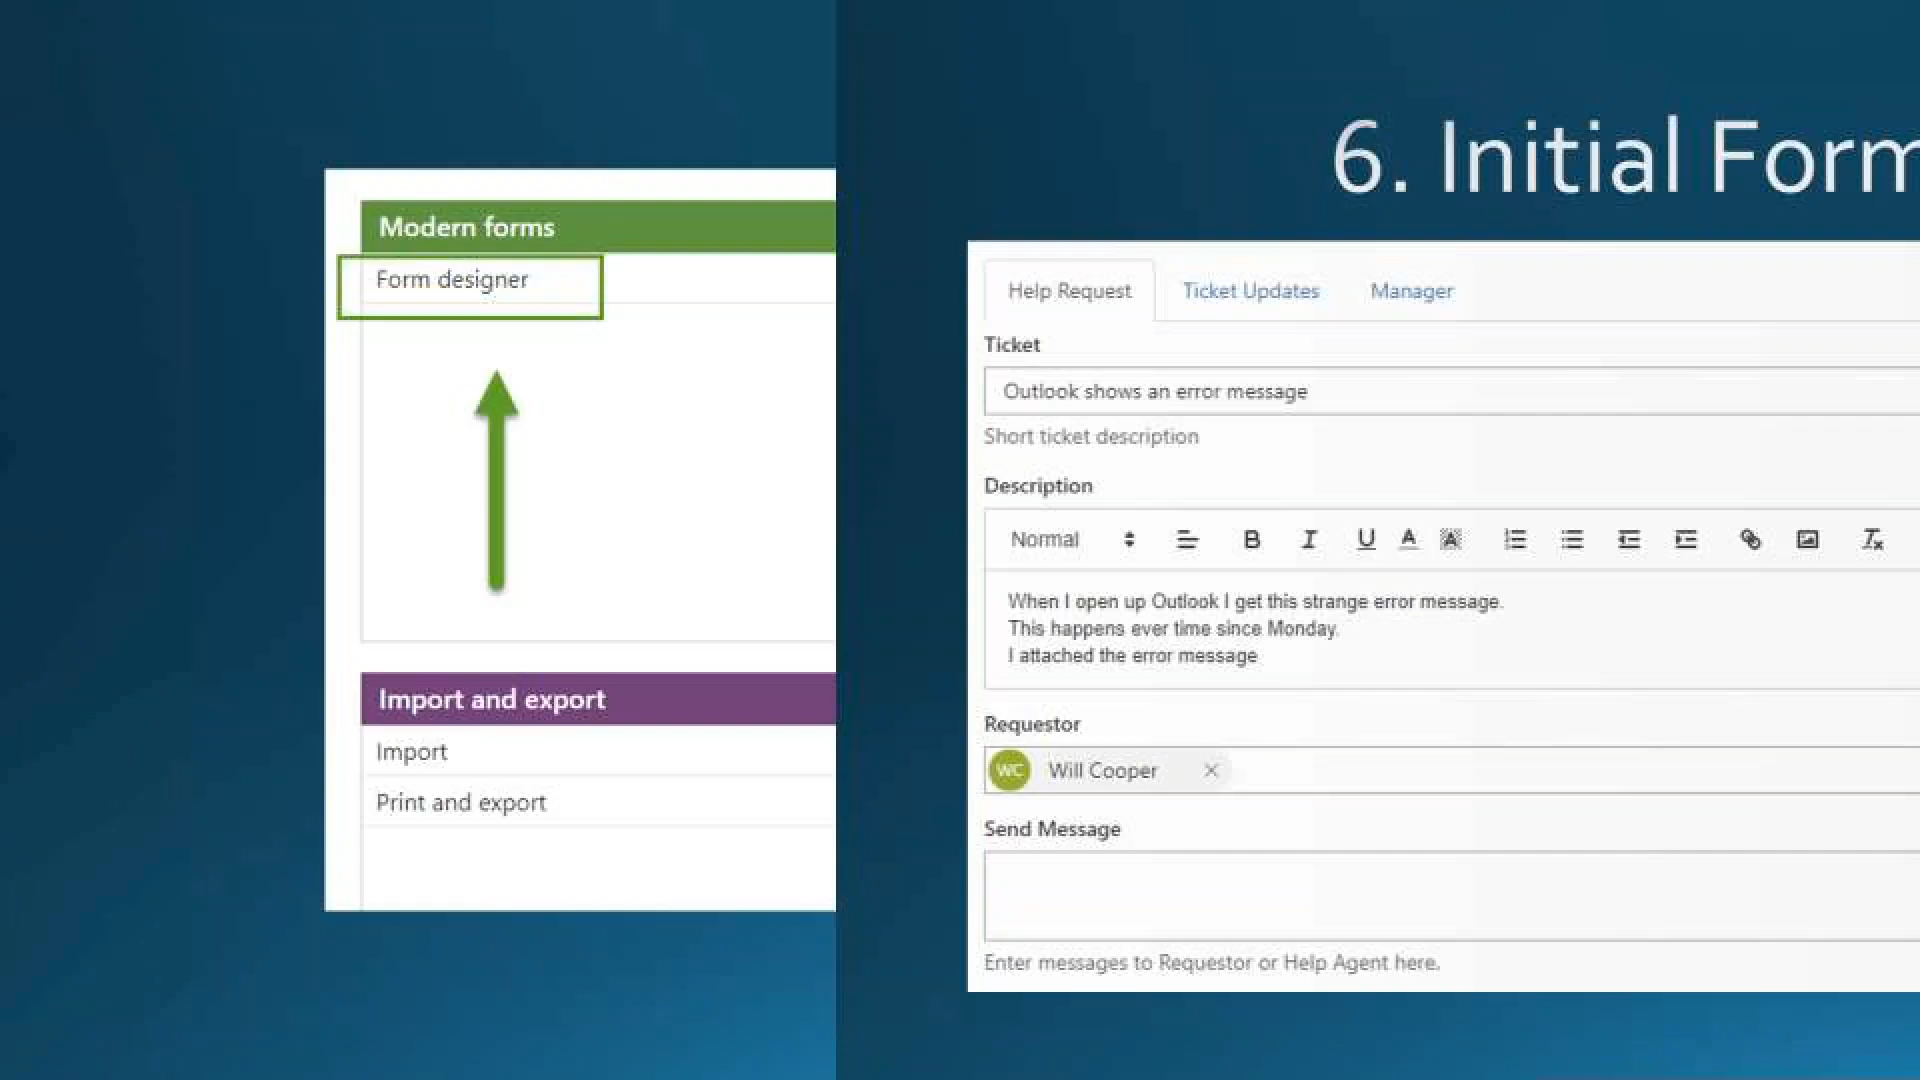 Modern forms
Form designer
Import and export
Import
Print and export
6. Initial Form
Help Request Ticket Updates Manager
Ticket
Outlook shows an error message
Short ticket description
Description
Normal
When I open up Outlook I get this strange error message.
This happens ever time since Monday.
I attached the error message
Requestor
WC Will Cooper
Send Message
Enter messages to Requestor or Help Agent here.